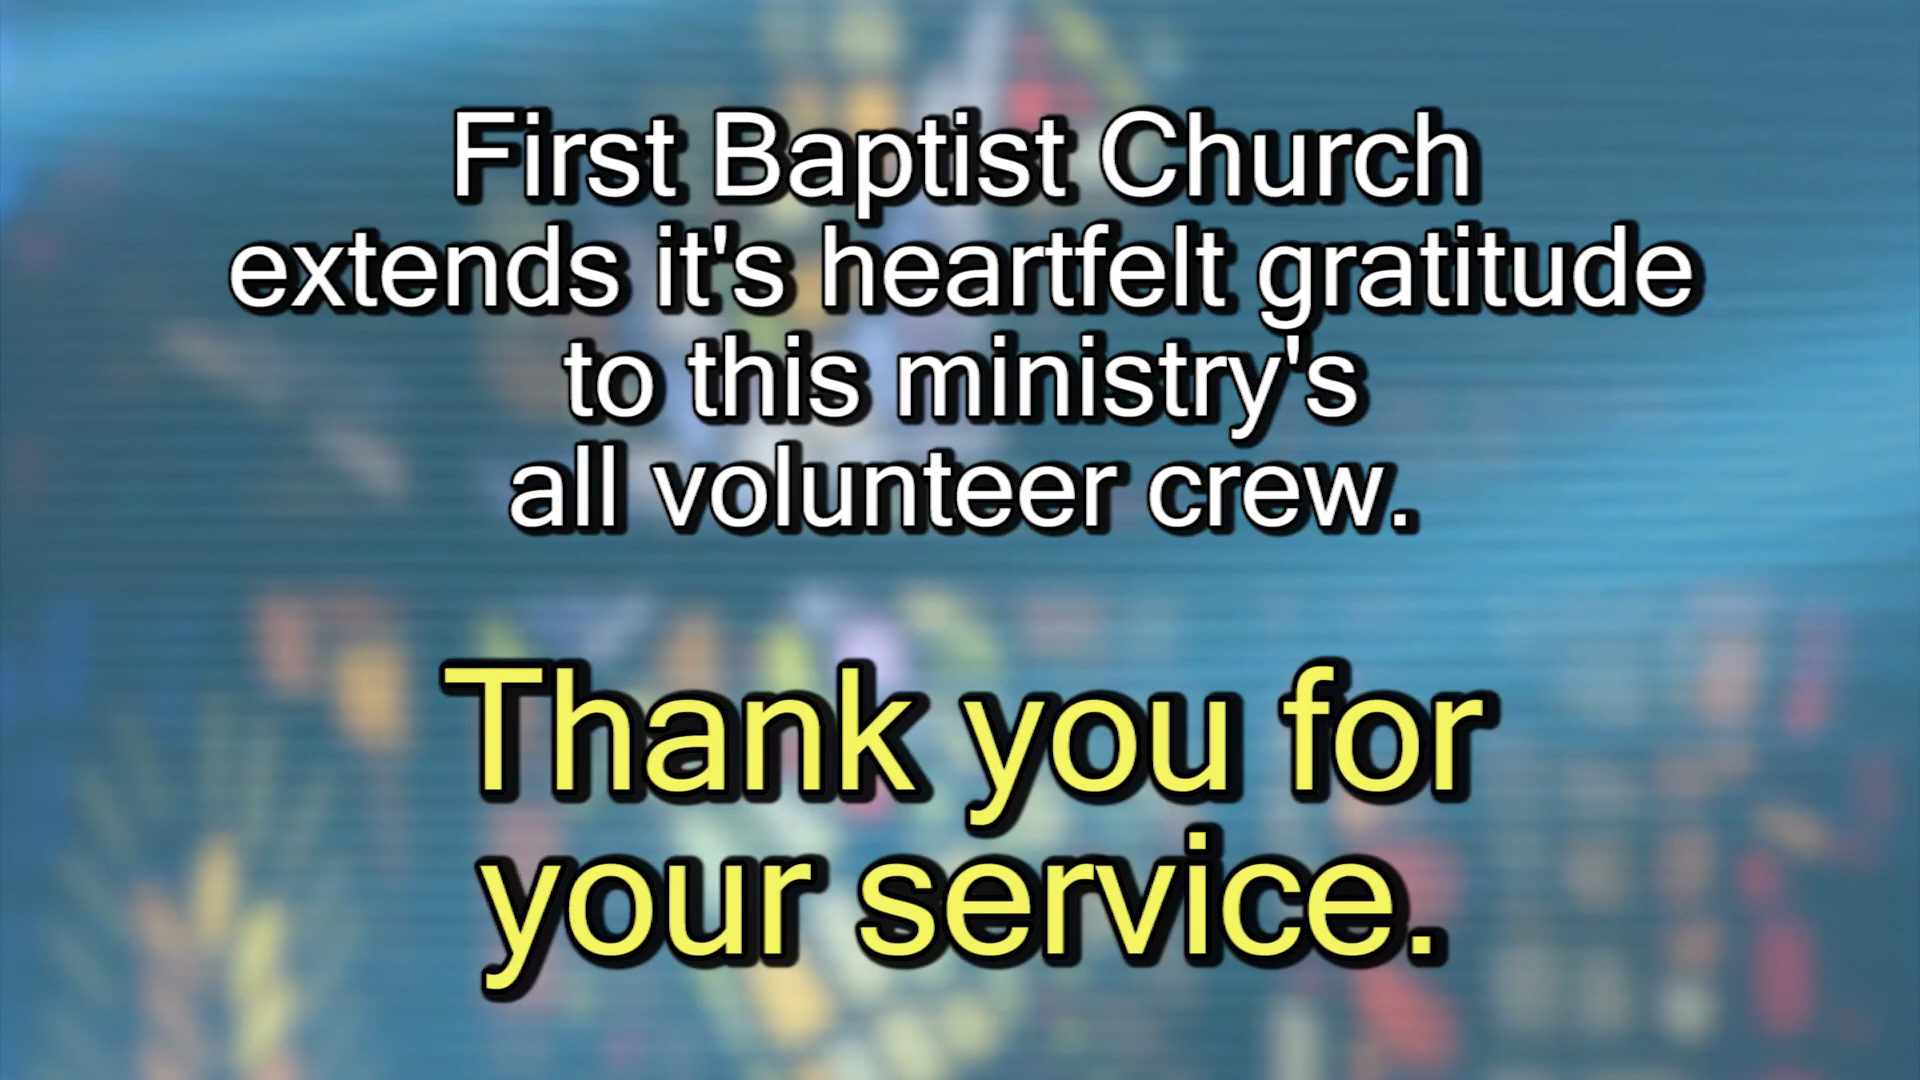 First Baptist Church
extends it's heartfelt gratitude
to this ministry's
all volunteer crew.
Thank you for
your service.